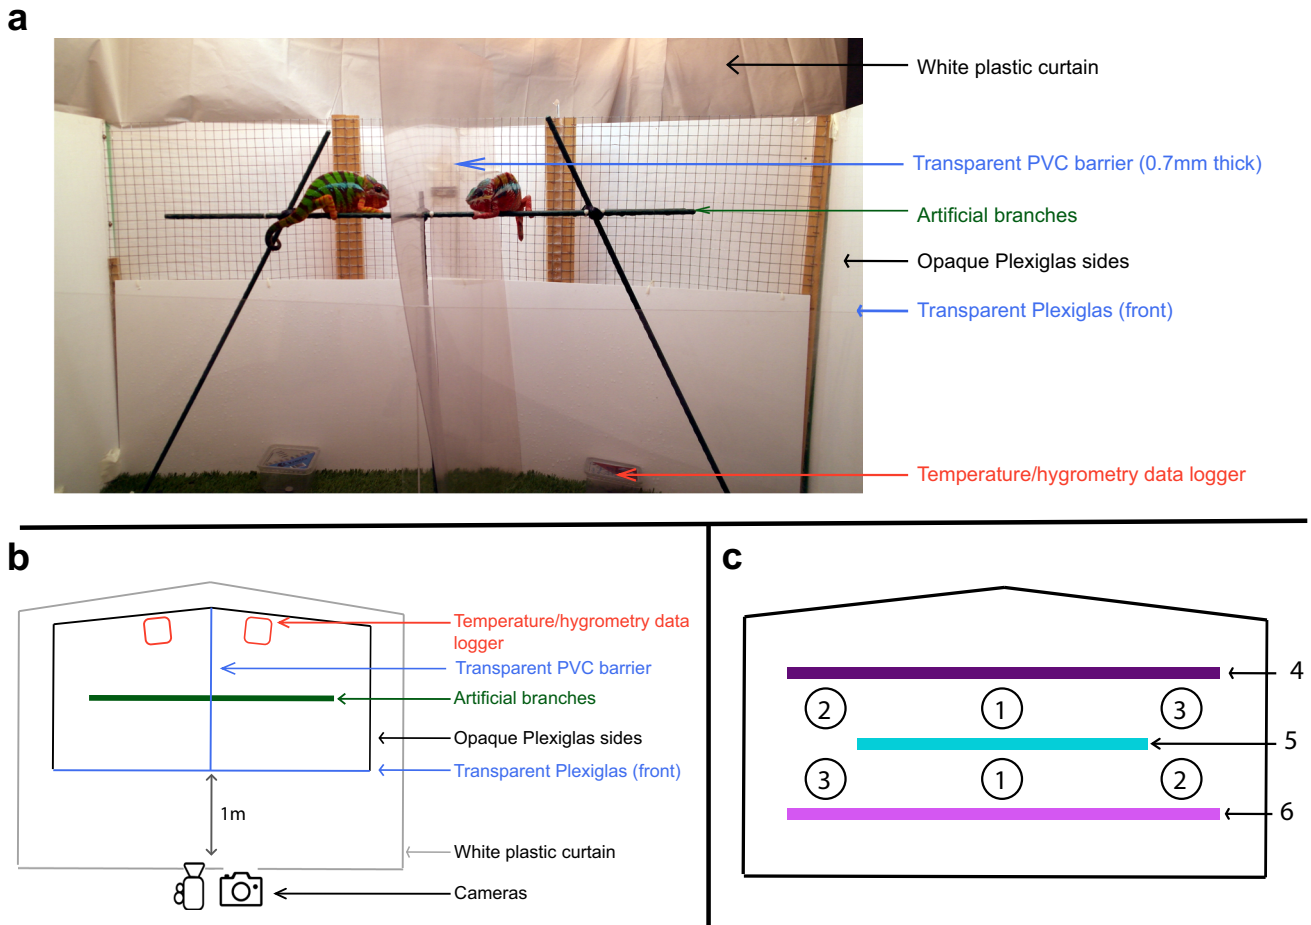 a
White plastic curtain
Transparent PVC barrier (0.7mm thick)
Artificial branches
Opaque Plexiglas sides
Transparent Plexiglas (front)
Temperature/hygrometry data logger
b
Temperature/hygrometry data
logger
Transparent PVC barrier
Artificial branches
Opaque Plexiglas sides
Transparent Plexiglas (front)
1m
White plastic curtain
Cameras
c
4
2 1 3
5
3 1 2
6